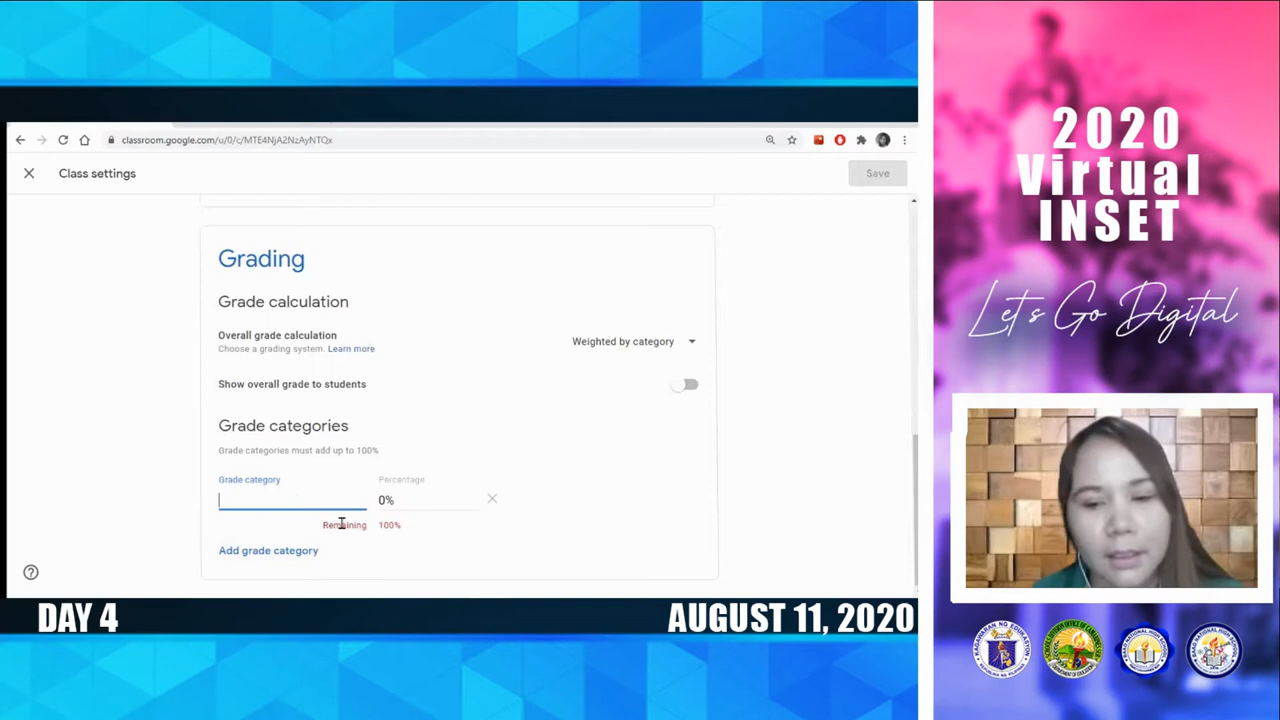 classroom.google.com/u/0/c/MTE4NjA2NzAyNTQx
Class settings
Save
Grading
Grade calculation
Overall grade calculation
Choose a grading system. Learn more
Weighted by category
Show overall grade to students
Grade categories
Grade categories must add up to 100%
Grade category
Percentage
0%
Remaining 100%
Add grade category
DAY 4
AUGUST 11, 2020
2020
Virtual
INSET
Let's Go Digital